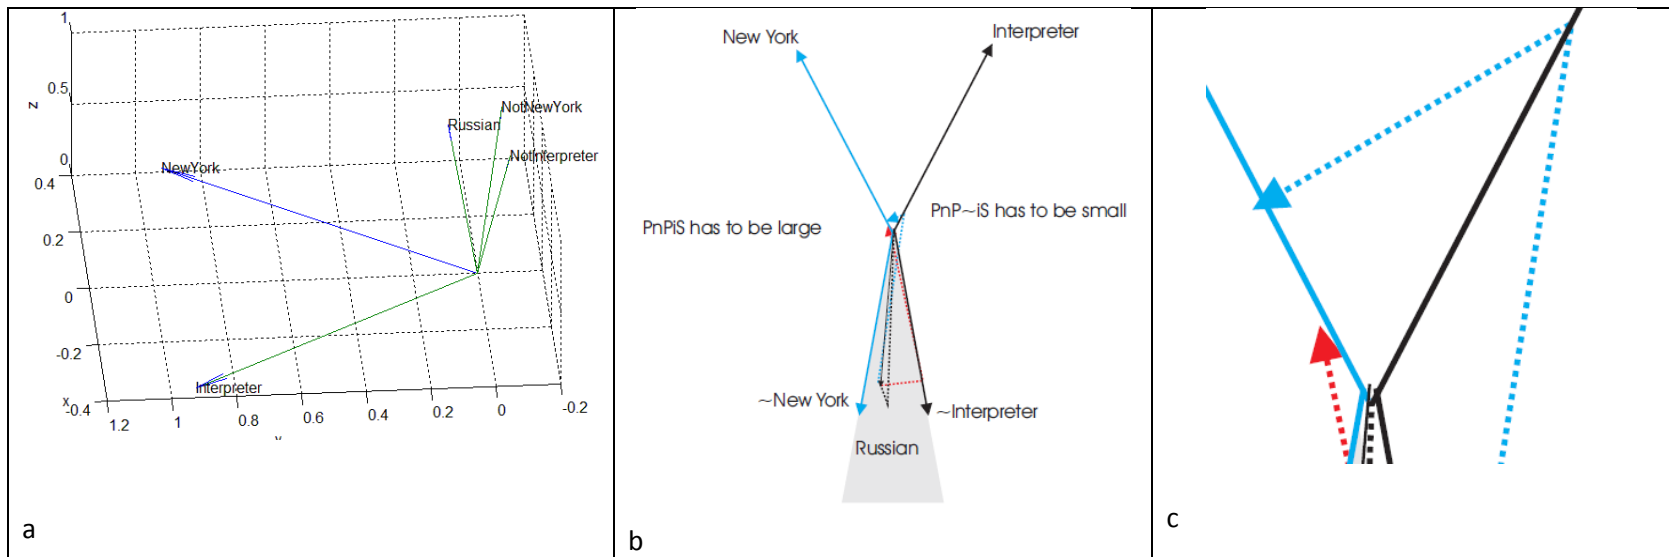 1
0.5
z
0
0.4
0.2
0
-0.2
x
-0.4
1.2
1
0.8
0.6
0.4
0.2
0
-0.2
NotNewYork
Russian
NotInterpreter
NewYork
Interpreter
a
New York
Interpreter
PnP~iS has to be small
PnPiS has to be large
~New York
~Interpreter
Russian
b
c